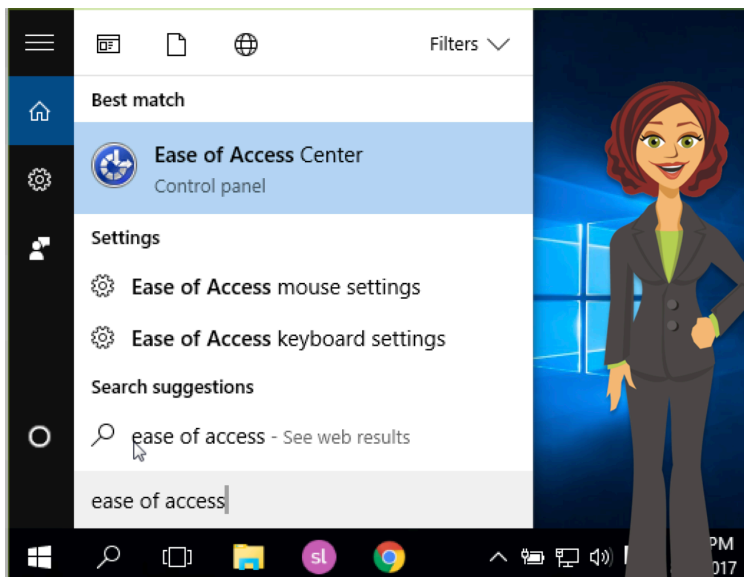 Filters
Best match
Ease of Access Center
Control panel
Settings
Ease of Access mouse settings
Ease of Access keyboard settings
Search suggestions
ease of access - See web results
ease of access
sl
PM
017